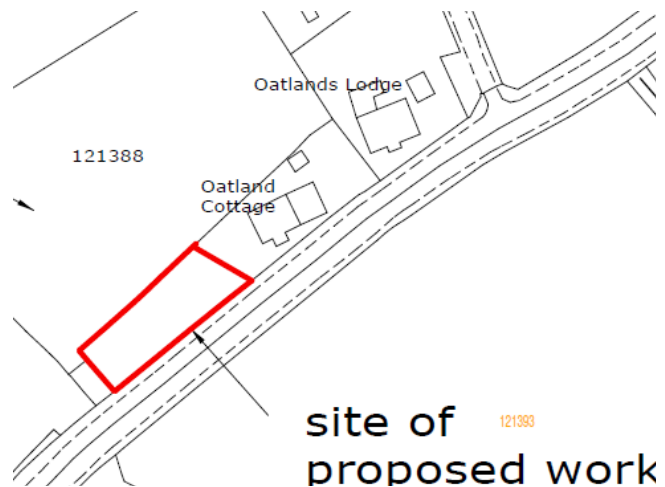 Oatlands Lodge
121388
Oatland
Cottage
site of
121393
proposed work